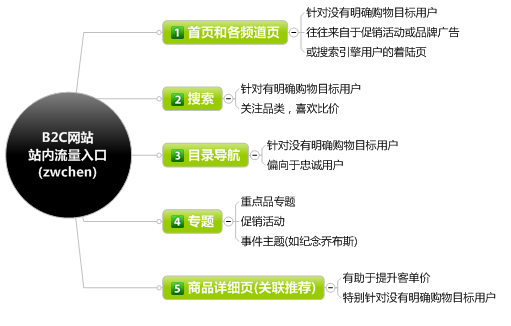 B2C网站
站内流量入口
(zwchen)
1 首页和各频道页
针对没有明确购物目标用户
往往来自于促销活动或品牌广告
或搜索引擎用户的着陆页
2 搜索
针对有明确购物目标用户
关注品类，喜欢比价
3 目录导航
针对没有明确购物目标用户
偏向于忠诚用户
4 专题
重点品专题
促销活动
事件主题(如纪念乔布斯)
5 商品详细页(关联推荐)
有助于提升客单价
特别针对没有明确购物目标用户